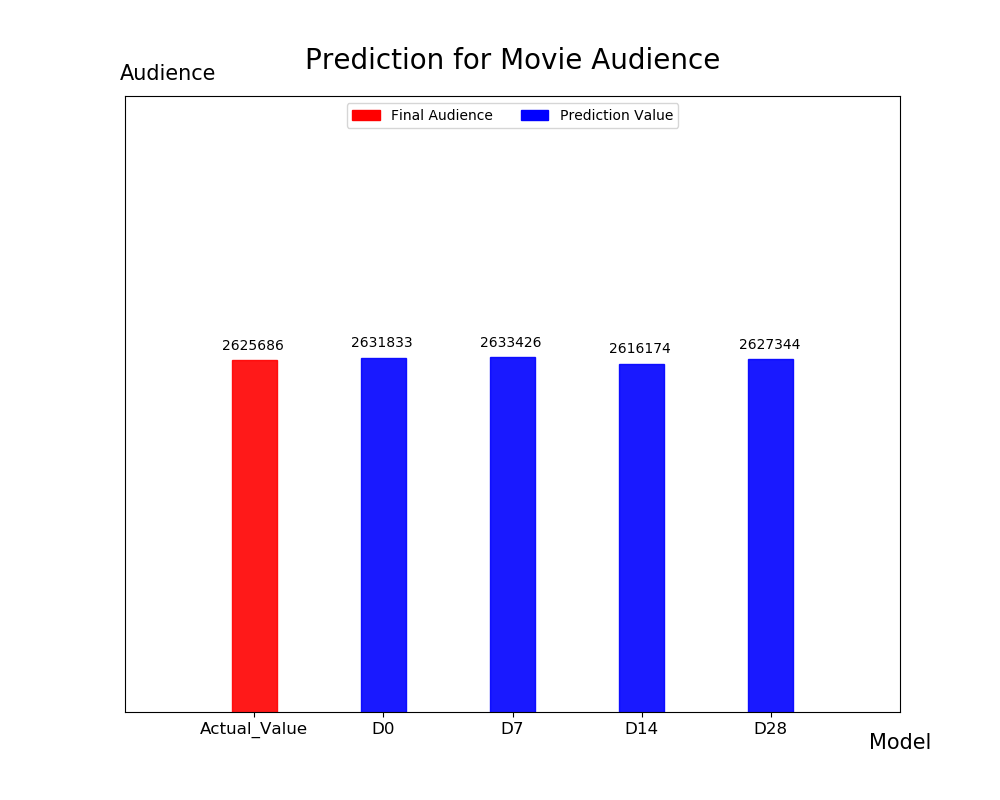 Prediction for Movie Audience
Audience
Final Audience
Prediction Value
2625686
2631833
2633426
2616174
2627344
Actual_Value
D0
D7
D14
D28
Model